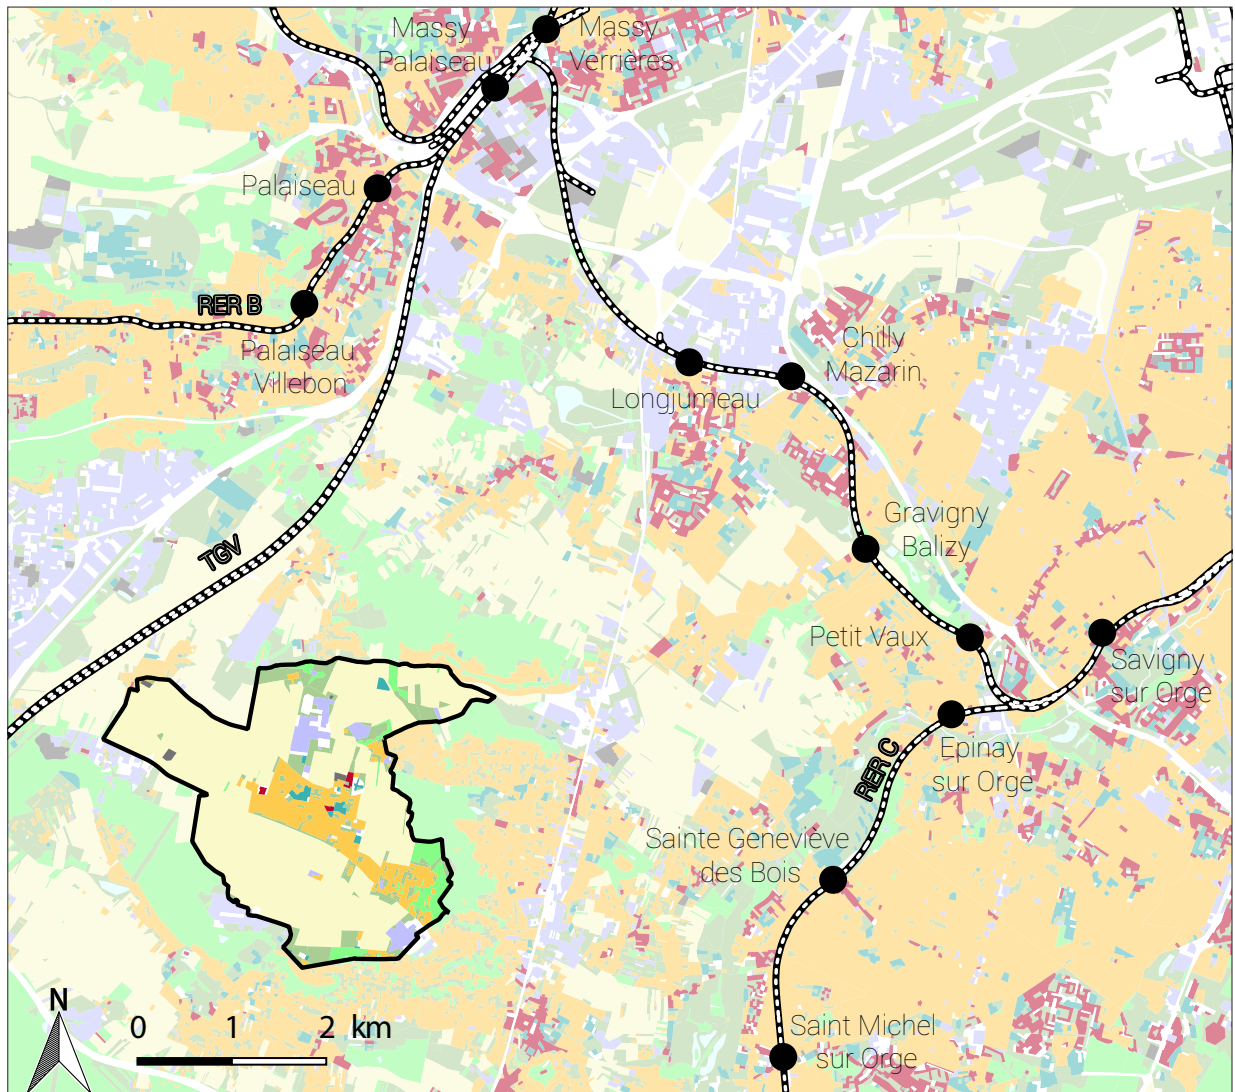 Massy
Palaiseau
Massy
Verrières
Palaiseau
RER B
Palaiseau
Villebon
Chilly
Mazarin
Longjumeau
Gravigny
Balizy
TGV
Petit Vaux
Savigny
sur Orge
Epinay
sur Orge
RER C
Sainte Geneviève
des Bois
Saint Michel
sur Orge
N
0 1 2 km